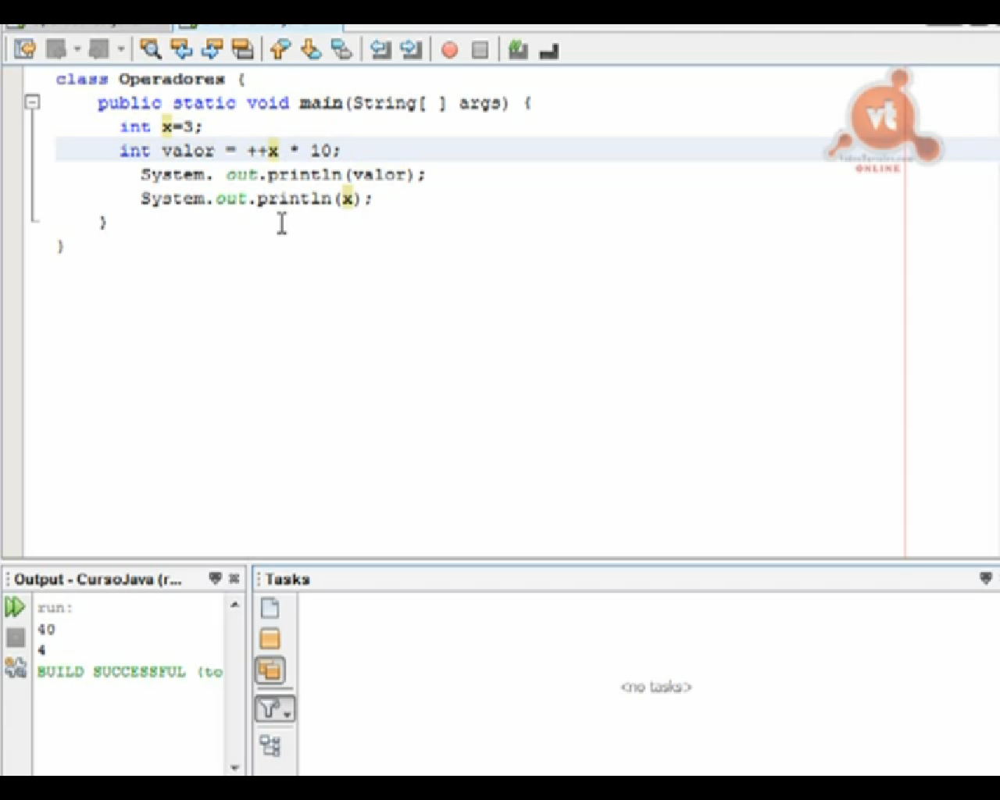 class Operadores {
public static void main(String[ ] args) {
int x=3;
int valor = ++x * 10;
System. out.println(valor);
System.out.println(x);
}
}
vt
ONLINE
Output - CursoJava (r...
run:
40
4
BUILD SUCCESSFUL (to
Tasks
<no tasks>